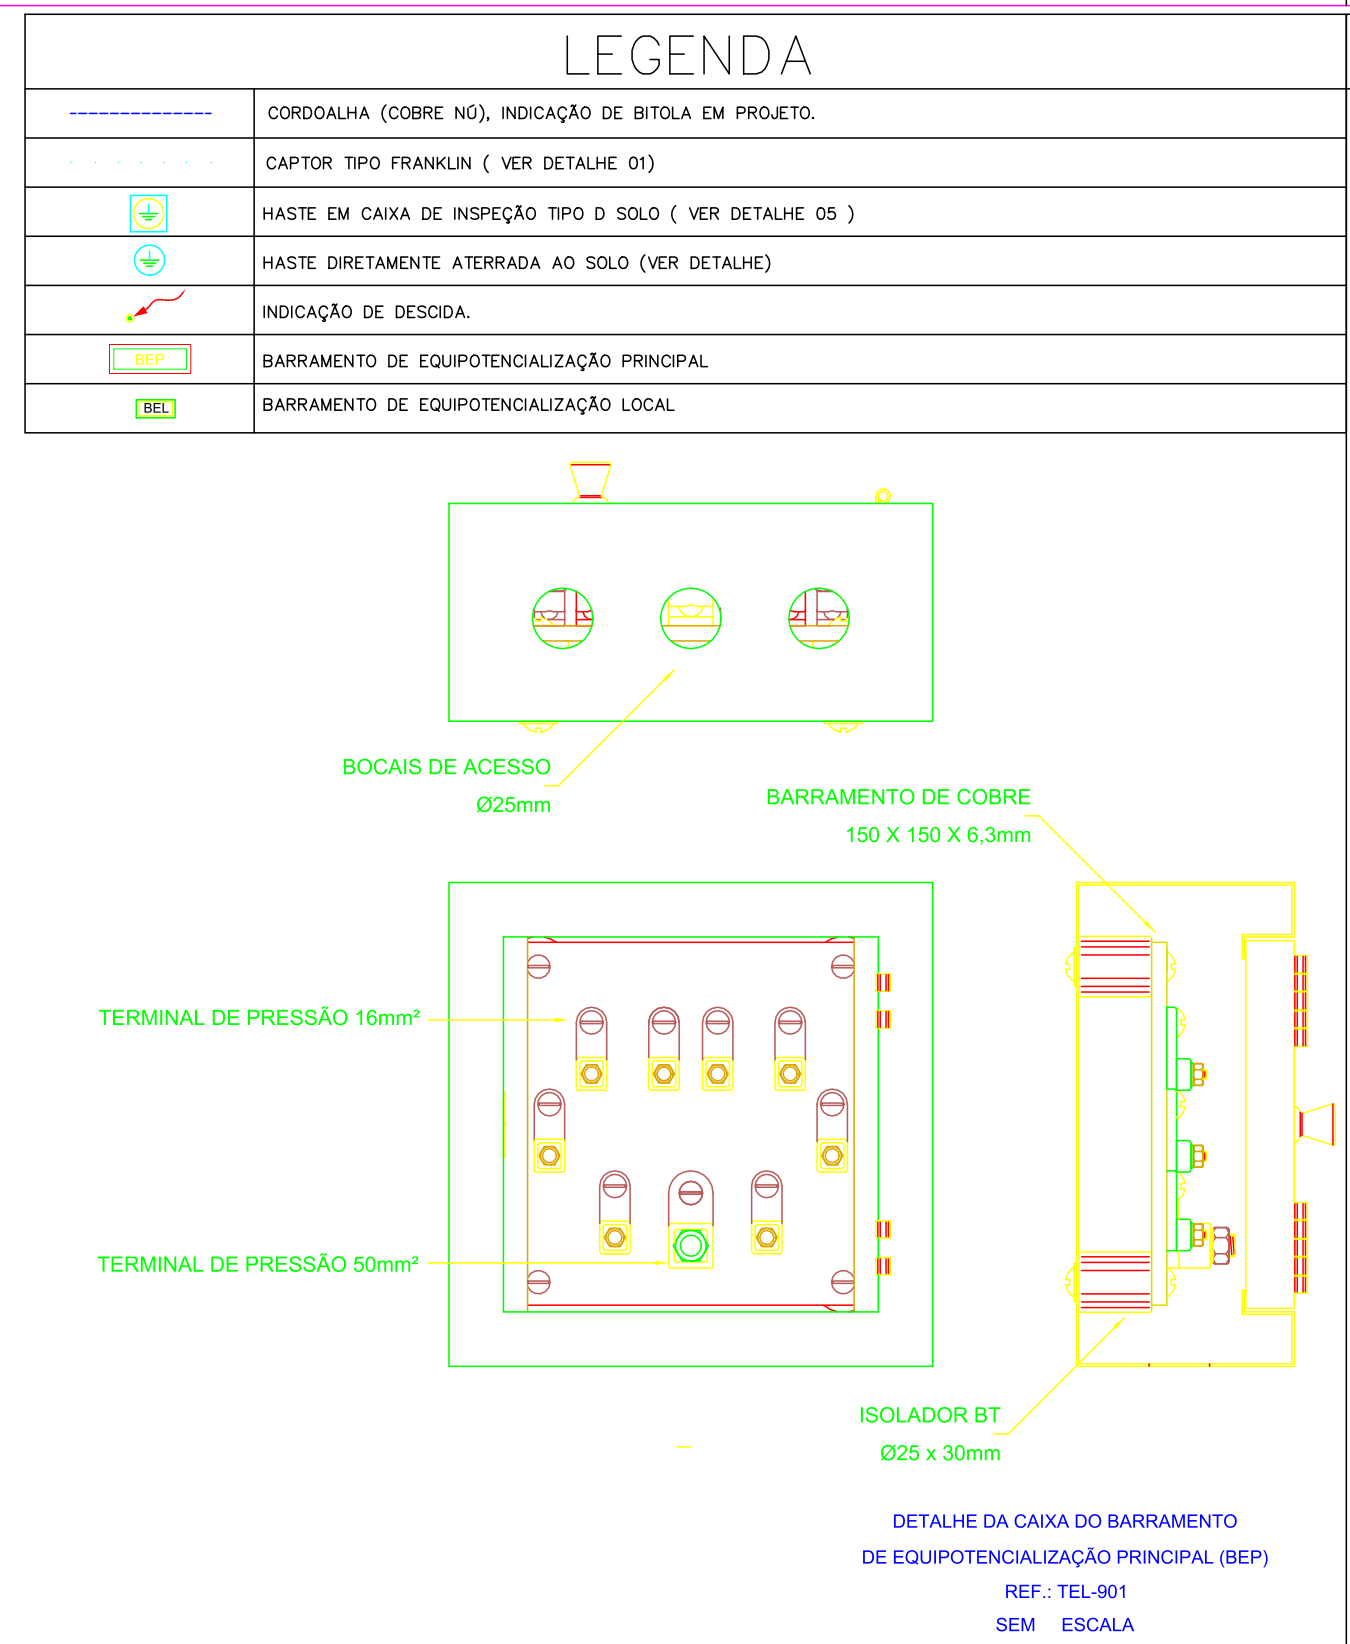 LEGENDA
CORDOALHA (COBRE NÚ), INDICAÇÃO DE BITOLA EM PROJETO.
CAPTOR TIPO FRANKLIN ( VER DETALHE 01)
HASTE EM CAIXA DE INSPEÇÃO TIPO D SOLO ( VER DETALHE 05 )
HASTE DIRETAMENTE ATERRADA AO SOLO (VER DETALHE)
INDICAÇÃO DE DESCIDA.
BEP BARRAMENTO DE EQUIPOTENCIALIZAÇÃO PRINCIPAL
BEL BARRAMENTO DE EQUIPOTENCIALIZAÇÃO LOCAL
BOCAIS DE ACESSO
Ø25mm
BARRAMENTO DE COBRE
150 X 150 X 6,3mm
TERMINAL DE PRESSÃO 16mm²
TERMINAL DE PRESSÃO 50mm²
ISOLADOR BT
Ø25 x 30mm
DETALHE DA CAIXA DO BARRAMENTO
DE EQUIPOTENCIALIZAÇÃO PRINCIPAL (BEP)
REF.: TEL-901
SEM ESCALA